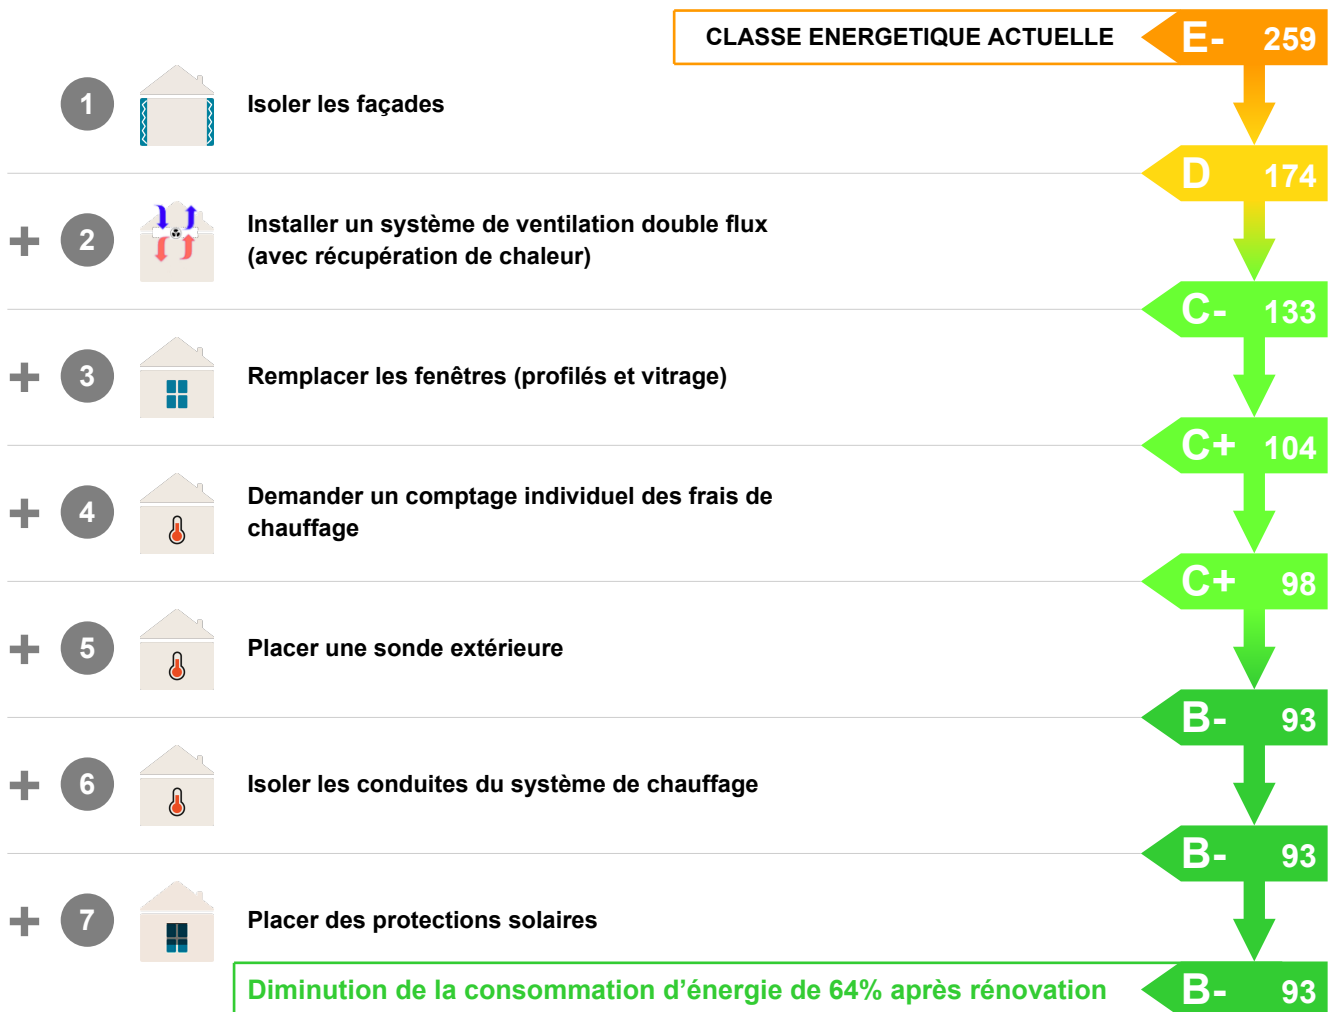 CLASSE ENERGETIQUE ACTUELLE E- 259
1 Isoler les façades
D 174
+ 2 Installer un système de ventilation double flux
(avec récupération de chaleur)
C- 133
+ 3 Remplacer les fenêtres (profilés et vitrage)
C+ 104
+ 4 Demander un comptage individuel des frais de
chauffage
C+ 98
+ 5 Placer une sonde extérieure
B- 93
+ 6 Isoler les conduites du système de chauffage
B- 93
+ 7 Placer des protections solaires
Diminution de la consommation d’énergie de 64% après rénovation B- 93